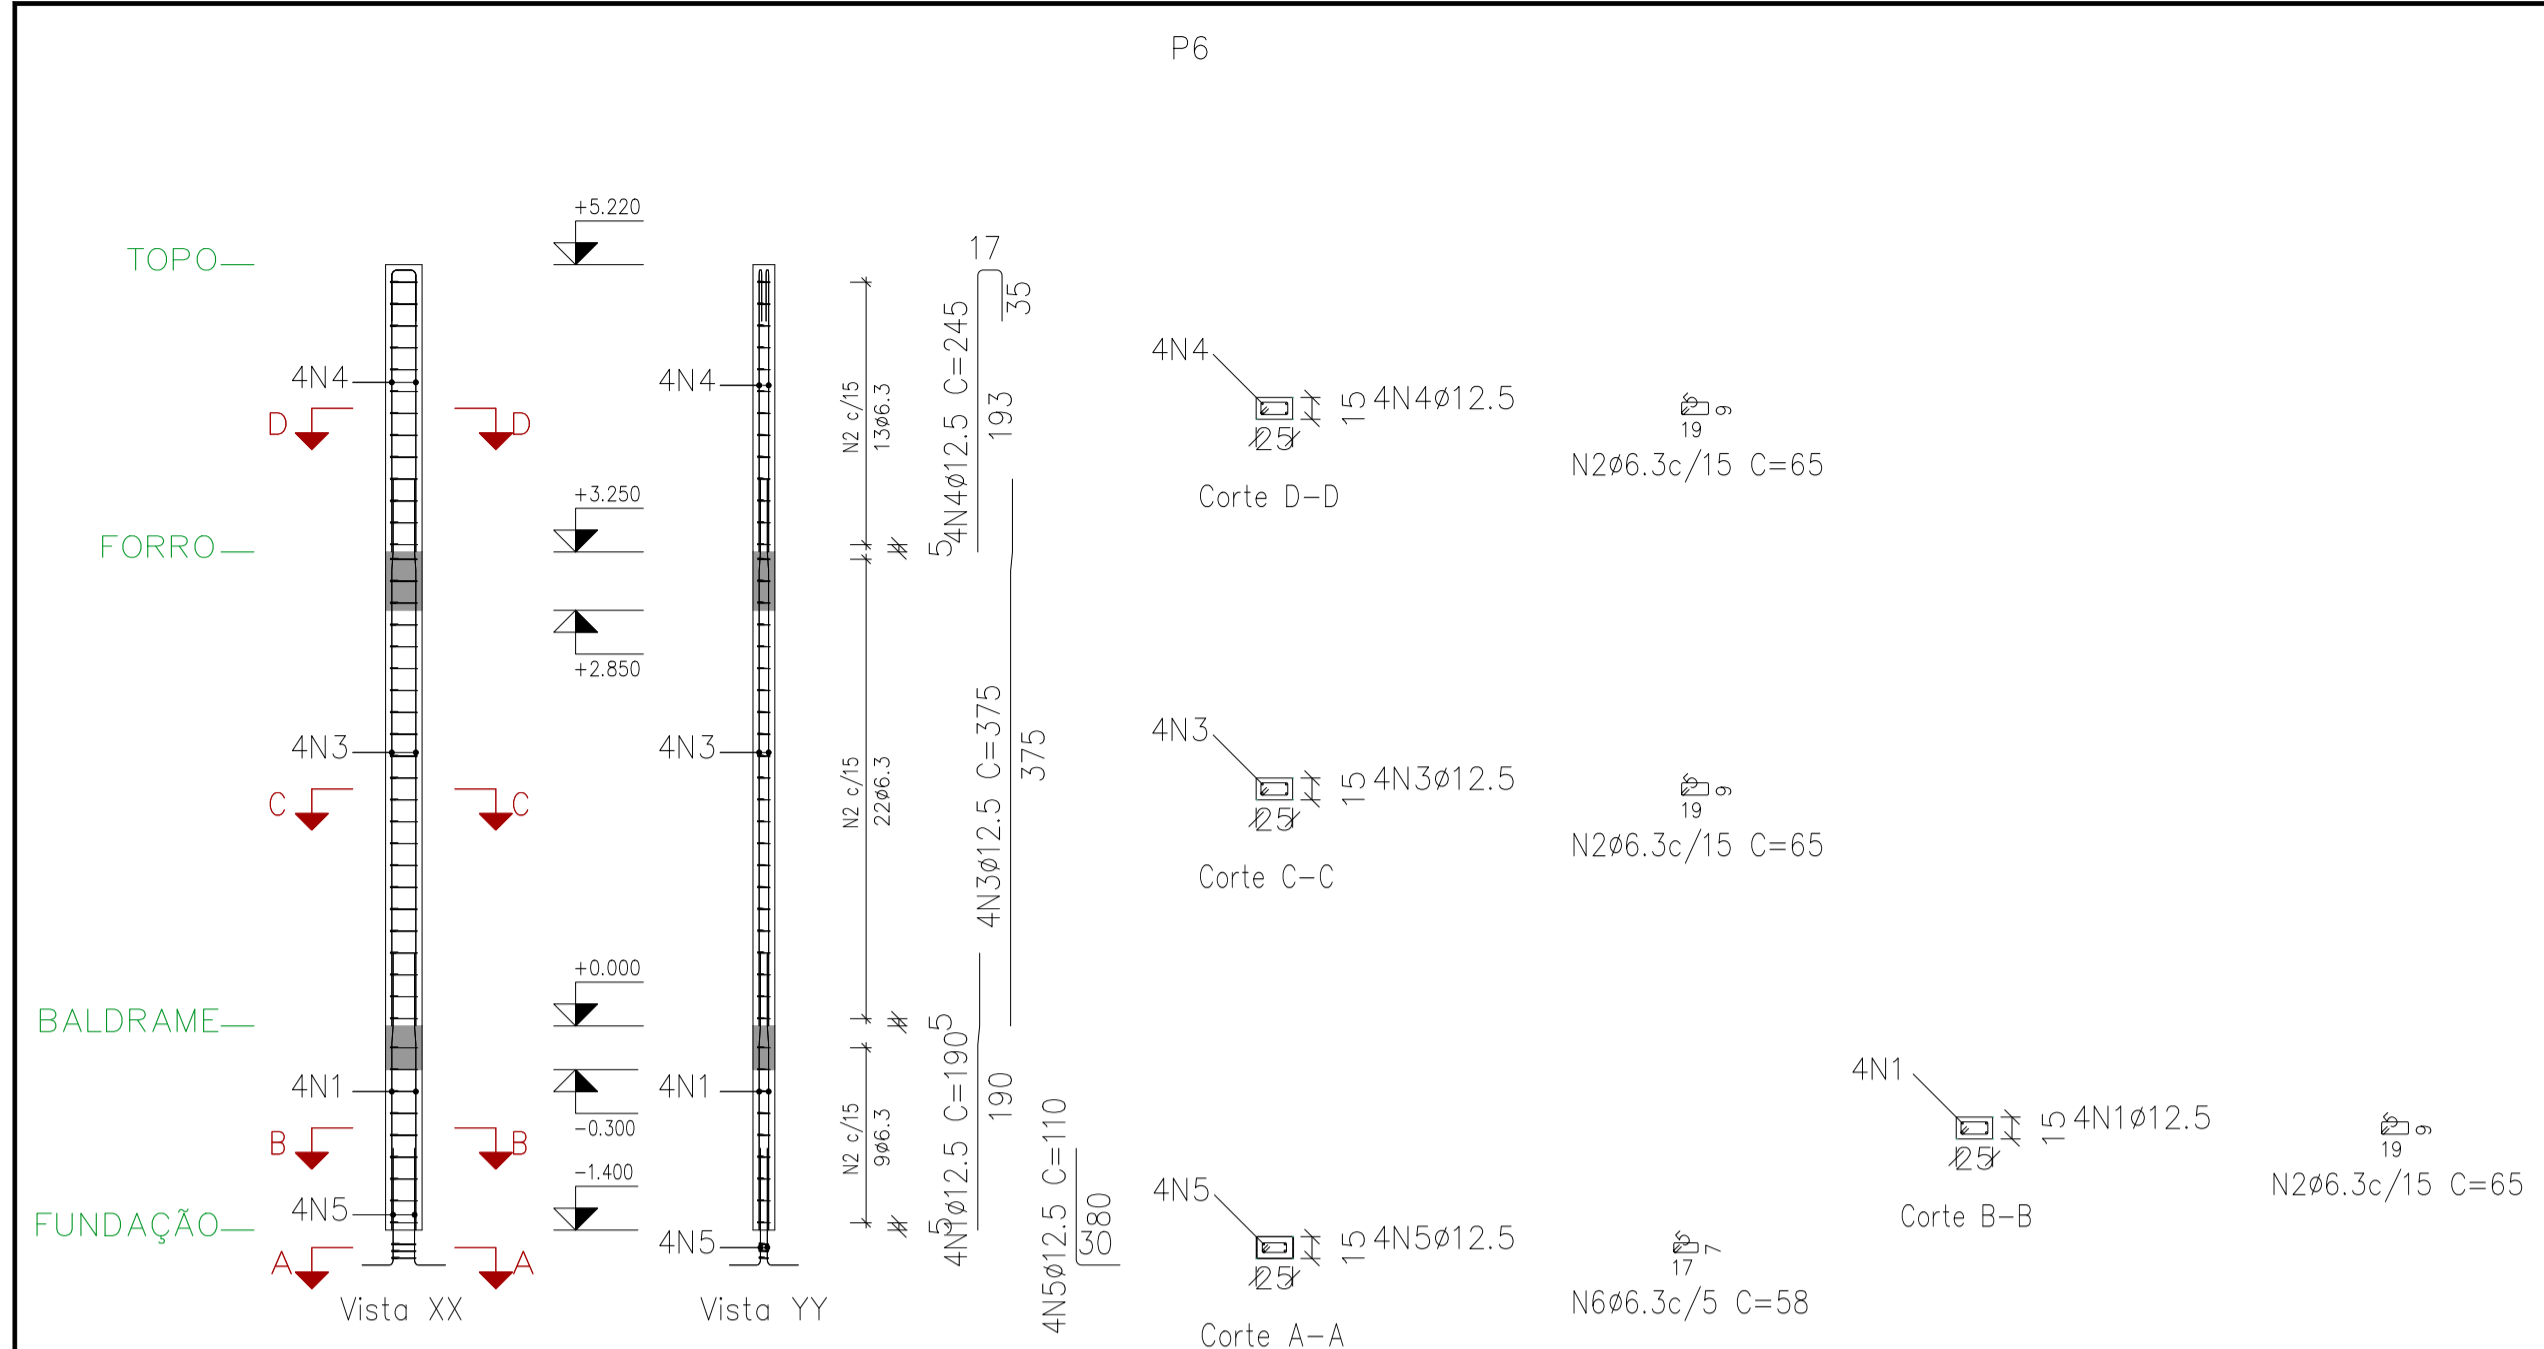 P6
TOPO
FORRO
BALDRAME
FUNDAÇÃO
4N4
D
D
4N3
C
C
4N1
B
B
4N5
A
A
Vista XX
+5.220
+3.250
+2.850
+0.000
-0.300
-1.400
4N4
4N3
4N1
4N5
Vista YY
N2 c/15
13ø6.3
5
N2 c/15
22ø6.3
5
N2 c/15
9ø6.3
5
17
35
4N4ø12.5 C=245
193
4N3ø12.5 C=375
375
4N1ø12.5 C=190
190
4N5ø12.5 C=110
80
30
4N4
15
4N4ø12.5
25
Corte D-D
5
9
19
N2ø6.3c/15 C=65
4N3
15
4N3ø12.5
25
Corte C-C
5
9
19
N2ø6.3c/15 C=65
4N1
15
4N1ø12.5
25
Corte B-B
5
9
19
N2ø6.3c/15 C=65
4N5
15
4N5ø12.5
25
Corte A-A
5
7
17
N6ø6.3c/5 C=58